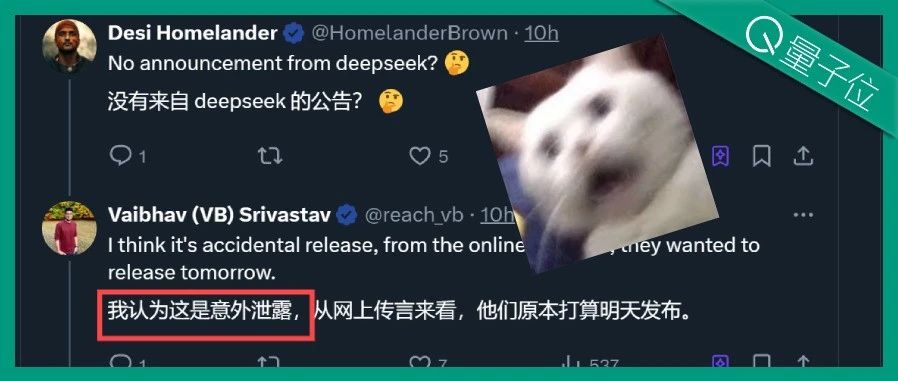 量子位
Desi Homelander @HomelanderBrown · 10h
No announcement from deepseek? 🤔
没有来自 deepseek 的公告? 🤔
1 5
Vaibhav (VB) Srivastav @reach_vb · 10h
I think it's accidental release, from the online , they wanted to
release tomorrow.
我认为这是意外泄露，从网上传言来看，他们原本打算明天发布。
1 7 537